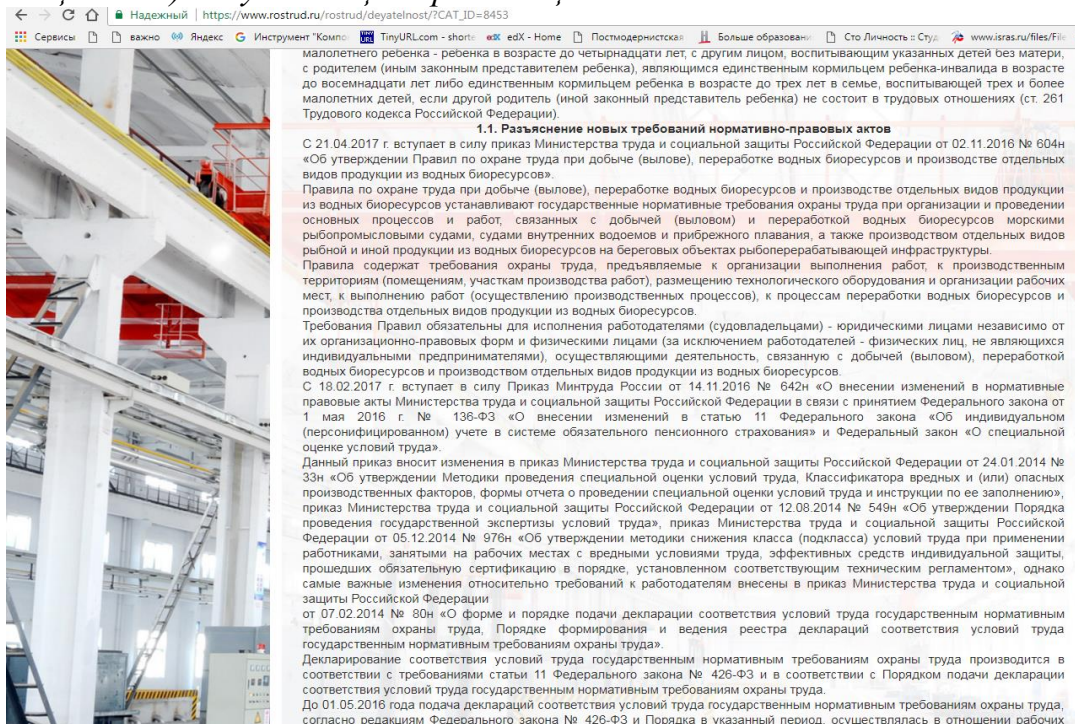 Надежный | https://www.rostrud.ru/rostrud/deyatelnost/?CAT_ID=8453
Сервисы важно Яндекс Инструмент "Компо TinyURL.com - shorte edX - Home Постмодернистская Больше образован Сто Личность :: Студ www.isras.ru/files/File
малолетнего ребенка - ребенка в возрасте до четырнадцати лет, с другим лицом, воспитывающим указанных детей без матери,
с родителем (иным законным представителем ребенка), являющимся единственным кормильцем ребенка-инвалида в возрасте
до восемнадцати лет либо единственным кормильцем ребенка в возрасте до трех лет в семье, воспитывающей трех и более
малолетних детей, если другой родитель (иной законный представитель ребенка) не состоит в трудовых отношениях (ст. 261
Трудового кодекса Российской Федерации).
1.1. Разъяснение новых требований нормативно-правовых актов
С 21.04.2017 г. вступает в силу приказ Министерства труда и социальной защиты Российской Федерации от 02.11.2016 № 604н
«Об утверждении Правил по охране труда при добыче (вылове), переработке водных биоресурсов и производстве отдельных
видов продукции из водных биоресурсов».
Правила по охране труда при добыче (вылове), переработке водных биоресурсов и производстве отдельных видов продукции
из водных биоресурсов устанавливают государственные нормативные требования охраны труда при организации и проведении
основных процессов и работ, связанных с добычей (выловом) и переработкой водных биоресурсов морскими
рыбопромысловыми судами, судами внутренних водоемов и прибрежного плавания, а также производством отдельных видов
рыбной и иной продукции из водных биоресурсов на береговых объектах рыбоперерабатывающей инфраструктуры.
Правила содержат требования охраны труда, предъявляемые к организации выполнения работ, к производственным
территориям (помещениям, участкам производства работ), размещению технологического оборудования и организации рабочих
мест, к выполнению работ (осуществлению производственных процессов), к процессам переработки водных биоресурсов и
производства отдельных видов продукции из водных биоресурсов.
Требования Правил обязательны для исполнения работодателями (судовладельцами) - юридическими лицами независимо от
их организационно-правовых форм и физическими лицами (за исключением работодателей - физических лиц, не являющихся
индивидуальными предпринимателями), осуществляющими деятельность, связанную с добычей (выловом), переработкой
водных биоресурсов и производством отдельных видов продукции из водных биоресурсов.
С 18.02.2017 г. вступает в силу Приказ Минтруда России от 14.11.2016 № 642н «О внесении изменений в нормативные
правовые акты Министерства труда и социальной защиты Российской Федерации в связи с принятием Федерального закона от
1 мая 2016 г. № 136-ФЗ «О внесении изменений в статью 11 Федерального закона «Об индивидуальном
(персонифицированном) учете в системе обязательного пенсионного страхования» и Федеральный закон «О специальной
оценке условий труда».
Данный приказ вносит изменения в приказ Министерства труда и социальной защиты Российской Федерации от 24.01.2014 №
33н «Об утверждении Методики проведения специальной оценки условий труда, Классификатора вредных и (или) опасных
производственных факторов, формы отчета о проведении специальной оценки условий труда и инструкции по ее заполнению»,
приказ Министерства труда и социальной защиты Российской Федерации от 12.08.2014 № 549н «Об утверждении Порядка
проведения государственной экспертизы условий труда», приказ Министерства труда и социальной защиты Российской
Федерации от 05.12.2014 № 976н «Об утверждении методики снижения класса (подкласса) условий труда при применении
работниками, занятыми на рабочих местах с вредными условиями труда, эффективных средств индивидуальной защиты,
прошедших обязательную сертификацию в порядке, установленном соответствующим техническим регламентом», однако
самые важные изменения относительно требований к работодателям внесены в приказ Министерства труда и социальной
защиты Российской Федерации
от 07.02.2014 № 80н «О форме и порядке подачи декларации соответствия условий труда государственным нормативным
требованиям охраны труда, Порядке формирования и ведения реестра деклараций соответствия условий труда
государственным нормативным требованиям охраны труда».
Декларирование соответствия условий труда государственным нормативным требованиям охраны труда производится в
соответствии с требованиями статьи 11 Федерального закона № 426-ФЗ и в соответствии с Порядком подачи декларации
соответствия условий труда государственным нормативным требованиям охраны труда.
До 01.05.2016 года подача деклараций соответствия условий труда государственным нормативным требованиям охраны труда,
согласно редакциям Федерального закона № 426-ФЗ и Порядка в указанный период, осуществлялась в отношении рабочих